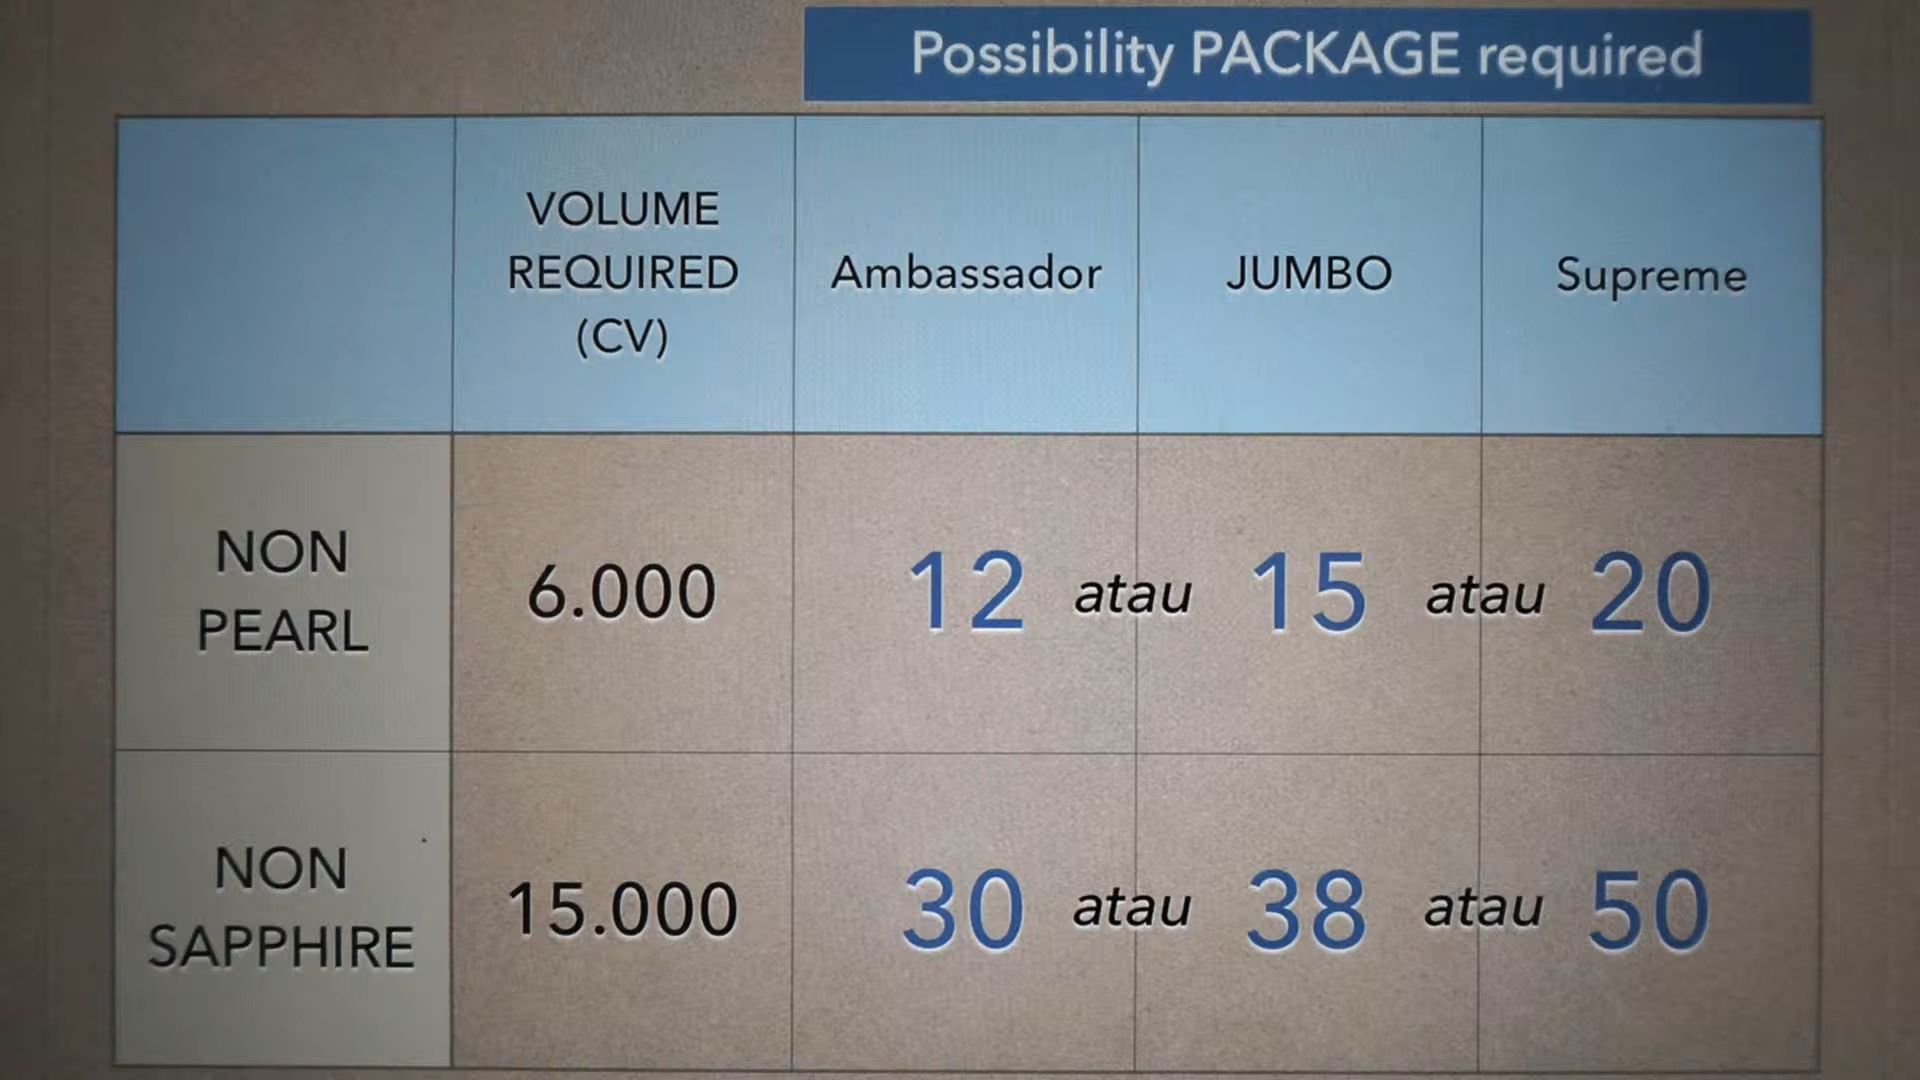 Possibility PACKAGE required
VOLUME
REQUIRED
(CV)
Ambassador
JUMBO
Supreme
NON
PEARL
6.000
12 atau 15 atau 20
NON
SAPPHIRE
15.000
30 atau 38 atau 50